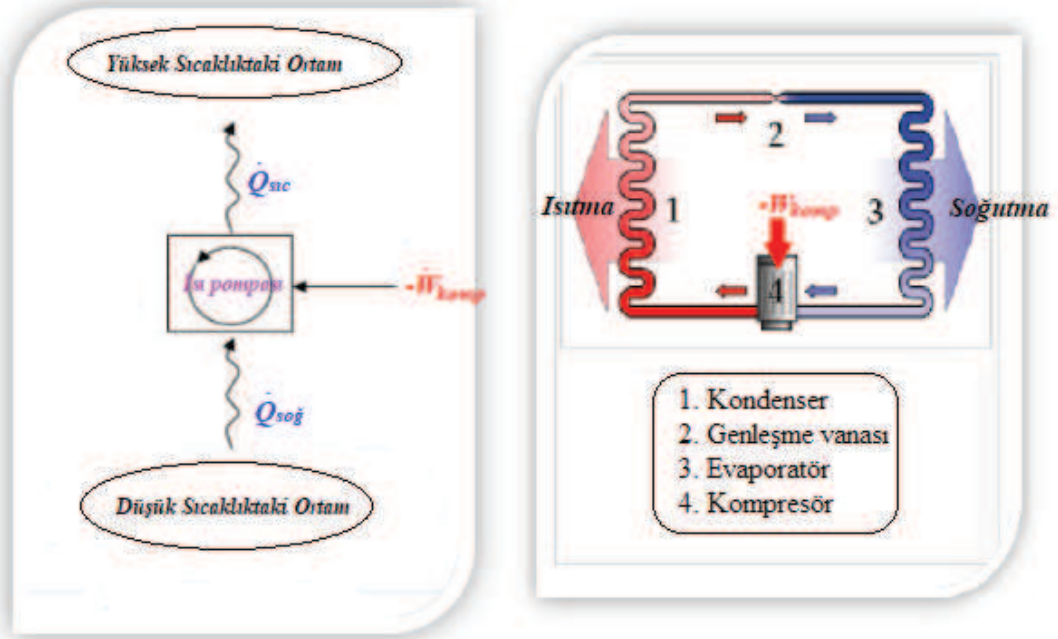 Yüksek Sıcaklıktaki Ortam
Q̇sıc
Isı pompası
-Ẇkomp
Q̇soğ
Düşük Sıcaklıktaki Ortam
2
Isıtma
1
-Ẇkomp
3
Soğutma
4
1. Kondenser
2. Genleşme vanası
3. Evaporatör
4. Kompresör